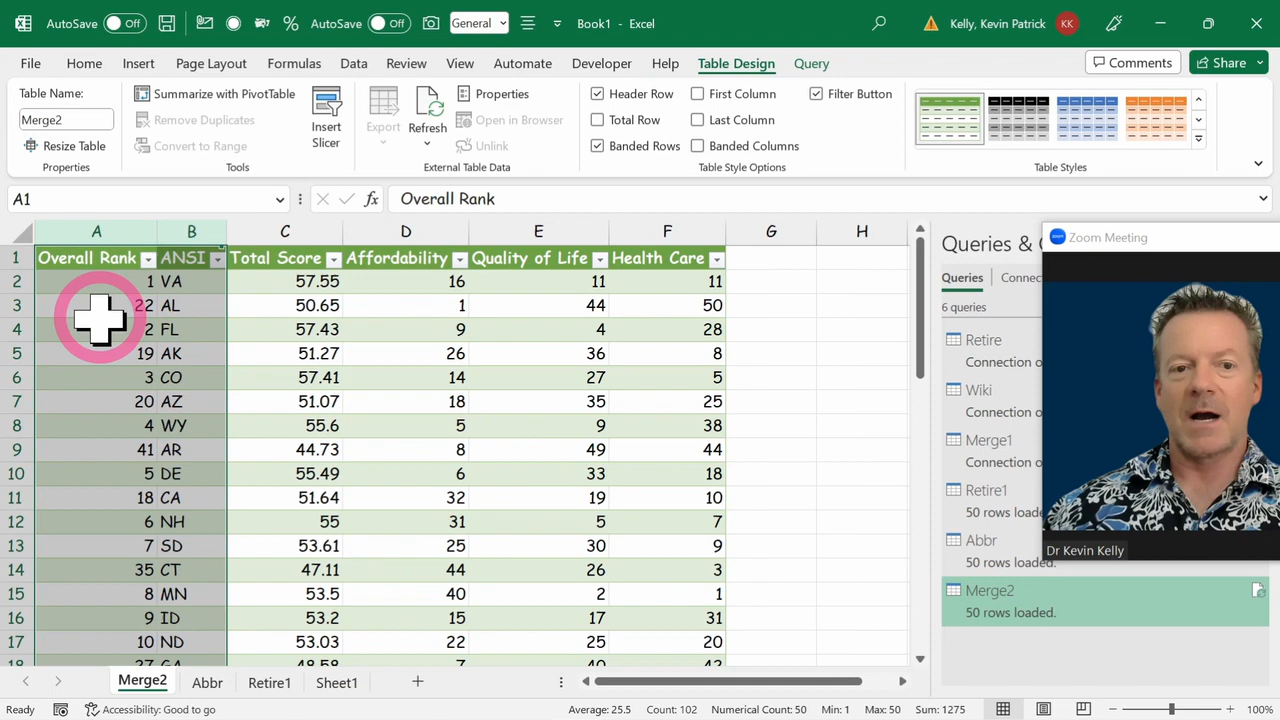 AutoSave Off AutoSave Off General Book1 - Excel Kelly, Kevin Patrick KK
File Home Insert Page Layout Formulas Data Review View Automate Developer Help Table Design Query Comments Share
Table Name:
Merge2
Resize Table
Properties
Summarize with PivotTable
Remove Duplicates
Convert to Range
Insert
Slicer
Tools
Export
Refresh
Properties
Open in Browser
Unlink
External Table Data
Header Row First Column Filter Button
Total Row Last Column
Banded Rows Banded Columns
Table Style Options
Table Styles
A1 fx Overall Rank
A B C D E F G H
1 Overall Rank ANSI Total Score Affordability Quality of Life Health Care
2 1 VA 57.55 16 11 11
3 22 AL 50.65 1 44 50
4 2 FL 57.43 9 4 28
5 19 AK 51.27 26 36 8
6 3 CO 57.41 14 27 5
7 20 AZ 51.07 18 35 25
8 4 WY 55.6 5 9 38
9 41 AR 44.73 8 49 44
10 5 DE 55.49 6 33 18
11 18 CA 51.64 32 19 10
12 6 NH 55 31 5 7
13 7 SD 53.61 25 30 9
14 35 CT 47.11 44 26 3
15 8 MN 53.5 40 2 1
16 9 ID 53.2 15 17 31
17 10 ND 53.03 22 25 20
18 27 GA 48.58 7 40 42
Queries &
Queries
6 queries
Retire
Connection
Wiki
Connection
Merge1
Connection
Retire1
50 rows loaded.
Abbr
50 rows loaded.
Merge2
50 rows loaded.
Zoom Meeting
Dr Kevin Kelly
Merge2 Abbr Retire1 Sheet1
Ready Accessibility: Good to go Average: 25.5 Count: 102 Numerical Count: 50 Min: 1 Max: 50 Sum: 1275 100%